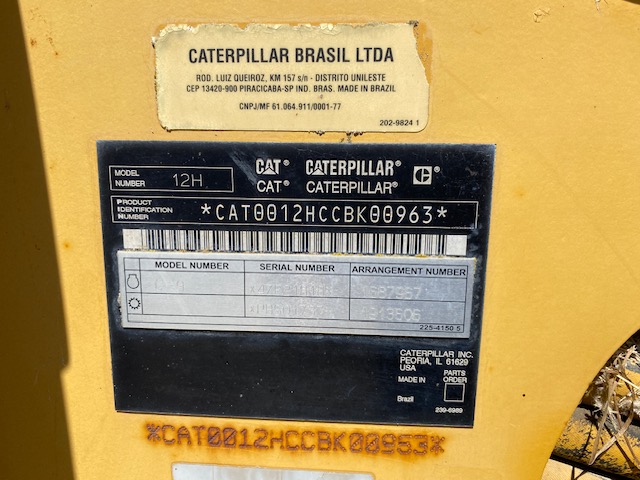 CATERPILLAR BRASIL LTDA
ROD. LUIZ QUEIROZ, KM 157 s/n - DISTRITO UNILESTE
CEP 13420-900 PIRACICABA-SP IND. BRAS. MADE IN BRAZIL
CNPJ/MF 61.064.911/0001-77
202-9824 1
MODEL NUMBER 12H
CAT® CATERPILLAR® C
CAT® CATERPILLAR®
PRODUCT IDENTIFICATION NUMBER *CAT0012HCCBK00963*
MODEL NUMBER SERIAL NUMBER ARRANGEMENT NUMBER
225-4150 5
CATERPILLAR INC.
PEORIA, IL 61629
USA
MADE IN
Brazil
PARTS ORDER
239-6969
*CAT0012HCCBK00963*